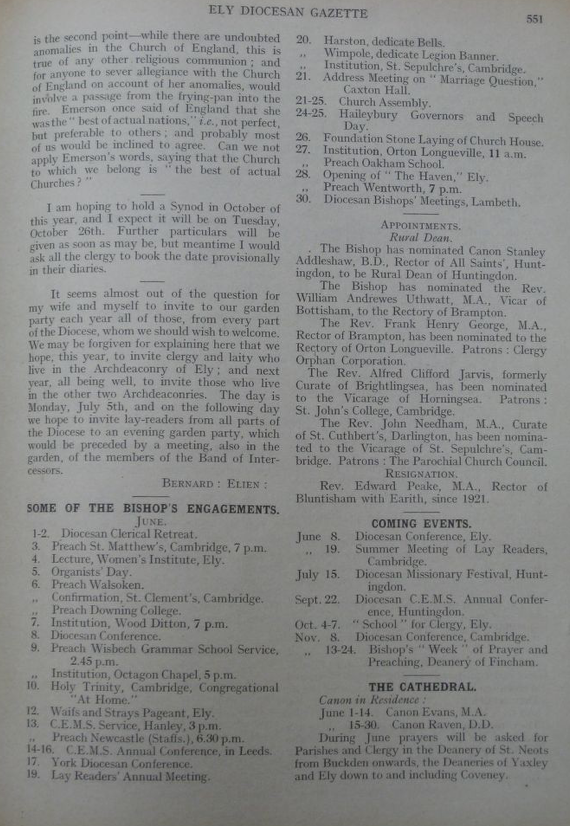 ELY DIOCESAN GAZETTE
551
is the second point—while there are undoubted
anomalies in the Church of England, this is
true of any other religious communion ; and
for anyone to sever allegiance with the Church
of England on account of her anomalies, would
involve a passage from the frying-pan into the
fire. Emerson once said of England that she
was the " best of actual nations," i.e., not perfect,
but preferable to others ; and probably most
of us would be inclined to agree. Can we not
apply Emerson's words, saying that the Church
to which we belong is " the best of actual
Churches ? "
I am hoping to hold a Synod in October of
this year, and I expect it will be on Tuesday,
October 26th. Further particulars will be
given as soon as may be, but meantime I would
ask all the clergy to book the date provisionally
in their diaries.
It seems almost out of the question for
my wife and myself to invite to our garden
party each year all of those, from every part
of the Diocese, whom we should wish to welcome.
We may be forgiven for explaining here that we
hope, this year, to invite clergy and laity who
live in the Archdeaconry of Ely ; and next
year, all being well, to invite those who live
in the other two Archdeaconries. The day is
Monday, July 5th, and on the following day
we hope to invite lay-readers from all parts of
the Diocese to an evening garden party, which
would be preceded by a meeting, also in the
garden, of the members of the Band of Inter-
cessors.
BERNARD : ELIEN :
SOME OF THE BISHOP'S ENGAGEMENTS.
JUNE.
1-2. Diocesan Clerical Retreat.
3. Preach St. Matthew's, Cambridge, 7 p.m.
4. Lecture, Women's Institute, Ely.
5. Organists' Day.
6. Preach Walsoken.
„ Confirmation, St. Clement's, Cambridge.
„ Preach Downing College.
7. Institution, Wood Ditton, 7 p.m.
8. Diocesan Conference.
9. Preach Wisbech Grammar School Service,
2.45 p.m.
„ Institution, Octagon Chapel, 5 p.m.
10. Holy Trinity, Cambridge, Congregational
"At Home."
12. Waifs and Strays Pageant, Ely.
13. C.E.M.S. Service, Hanley, 3 p.m.
„ Preach Newcastle (Staffs.), 6.30 p.m.
14-16. C.E.M.S. Annual Conference, in Leeds.
17. York Diocesan Conference.
19. Lay Readers' Annual Meeting.
20. Harston, dedicate Bells.
„ Wimpole, dedicate Legion Banner.
„ Institution, St. Sepulchre's, Cambridge.
21. Address Meeting on " Marriage Question,"
Caxton Hall.
21-25. Church Assembly.
24-25. Haileybury Governors and Speech
Day.
26. Foundation Stone Laying of Church House.
27. Institution, Orton Longueville, 11 a.m.
„ Preach Oakham School.
28. Opening of " The Haven," Ely.
„ Preach Wentworth, 7 p.m.
30. Diocesan Bishops' Meetings, Lambeth.
APPOINTMENTS.
Rural Dean.
The Bishop has nominated Canon Stanley
Addleshaw, B.D., Rector of All Saints', Hunt-
ingdon, to be Rural Dean of Huntingdon.
The Bishop has nominated the Rev.
William Andrewes Uthwatt, M.A., Vicar of
Bottisham, to the Rectory of Brampton.
The Rev. Frank Henry George, M.A.,
Rector of Brampton, has been nominated to the
Rectory of Orton Longueville. Patrons : Clergy
Orphan Corporation.
The Rev. Alfred Clifford Jarvis, formerly
Curate of Brightlingsea, has been nominated
to the Vicarage of Horningsea. Patrons :
St. John's College, Cambridge.
The Rev. John Needham, M.A., Curate
of St. Cuthbert's, Darlington, has been nomina-
ted to the Vicarage of St. Sepulchre's, Cam-
bridge. Patrons : The Parochial Church Council.
RESIGNATION.
Rev. Edward Peake, M.A., Rector of
Bluntisham with Earith, since 1921.
COMING EVENTS.
June 8. Diocesan Conference, Ely.
„ 19. Summer Meeting of Lay Readers,
Cambridge.
July 15. Diocesan Missionary Festival, Hunt-
ingdon.
Sept. 22. Diocesan C.E.M.S. Annual Confer-
ence, Huntingdon.
Oct. 4-7. " School " for Clergy, Ely.
Nov. 8. Diocesan Conference, Cambridge.
„ 13-24. Bishop's " Week " of Prayer and
Preaching, Deanery of Fincham.
THE CATHEDRAL.
Canon in Residence :
June 1-14. Canon Evans, M.A.
„ 15-30. Canon Raven, D.D.
During June prayers will be asked for
Parishes and Clergy in the Deanery of St. Neots
from Buckden onwards, the Deaneries of Yaxley
and Ely down to and including Coveney.